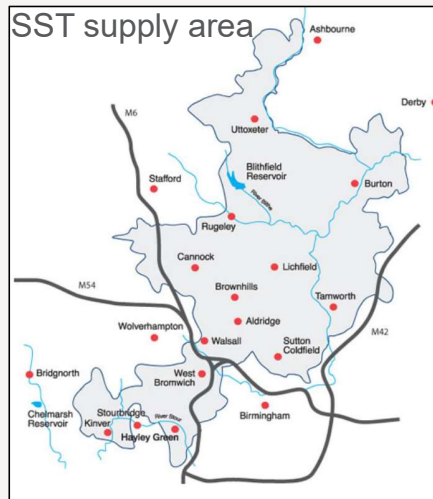 SST supply area
Ashbourne
M6
Derby
Uttoxeter
Blithfield
Reservoir
Stafford
Burton
River Blithe
Rugeley
Cannock
Lichfield
M54
Brownhills
Tamworth
Wolverhampton
Aldridge
M42
Walsall
Sutton
Coldfield
Bridgnorth
West
Bromwich
Chelmarsh
Reservoir
Stourbridge
River Stour
Kinver
Hayley Green
Birmingham